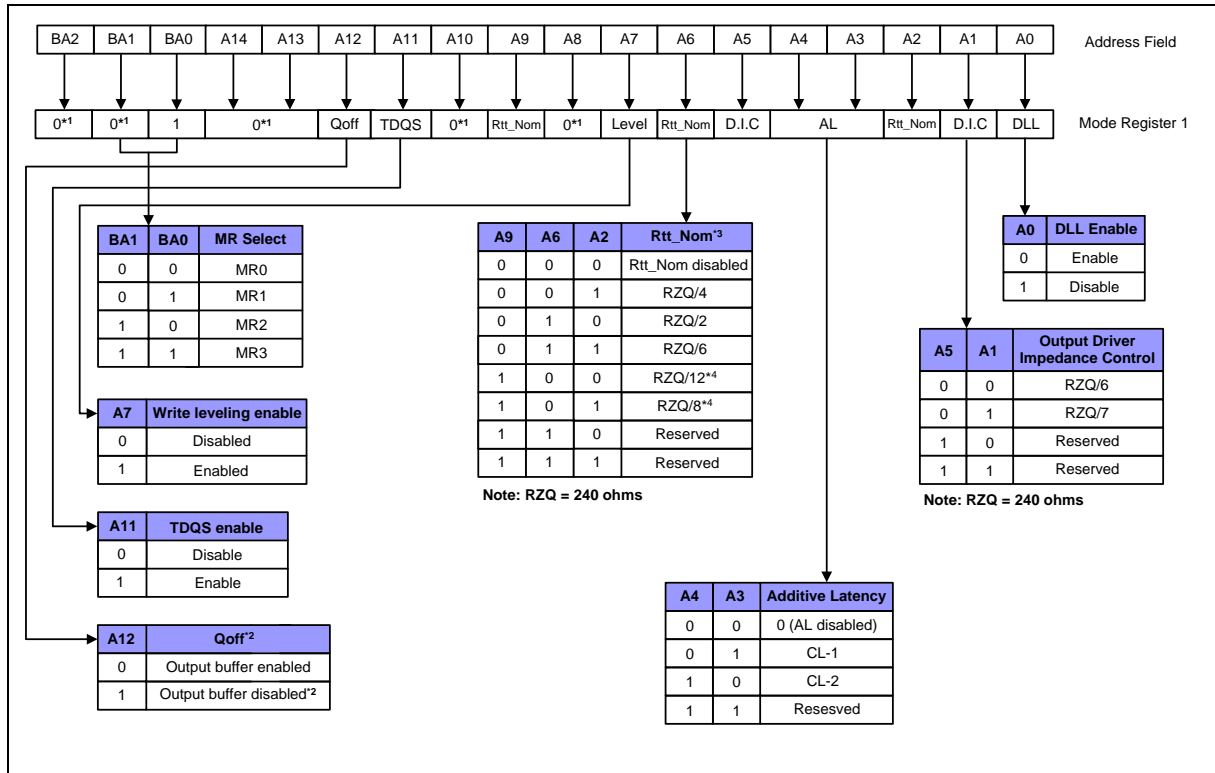 BA2 BA1 BA0 A14 A13 A12 A11 A10 A9 A8 A7 A6 A5 A4 A3 A2 A1 A0 Address Field
0*1 0*1 1 0*1 Qoff TDQS 0*1 Rtt_Nom 0*1 Level Rtt_Nom D.I.C AL Rtt_Nom D.I.C DLL Mode Register 1
BA1 BA0 MR Select
0 0 MR0
0 1 MR1
1 0 MR2
1 1 MR3
A7 Write leveling enable
0 Disabled
1 Enabled
A11 TDQS enable
0 Disable
1 Enable
A12 Qoff*2
0 Output buffer enabled
1 Output buffer disabled*2
A9 A6 A2 Rtt_Nom*3
0 0 0 Rtt_Nom disabled
0 0 1 RZQ/4
0 1 0 RZQ/2
0 1 1 RZQ/6
1 0 0 RZQ/12*4
1 0 1 RZQ/8*4
1 1 0 Reserved
1 1 1 Reserved
Note: RZQ = 240 ohms
A4 A3 Additive Latency
0 0 0 (AL disabled)
0 1 CL-1
1 0 CL-2
1 1 Resesved
A0 DLL Enable
0 Enable
1 Disable
A5 A1 Output Driver
Impedance Control
0 0 RZQ/6
0 1 RZQ/7
1 0 Reserved
1 1 Reserved
Note: RZQ = 240 ohms